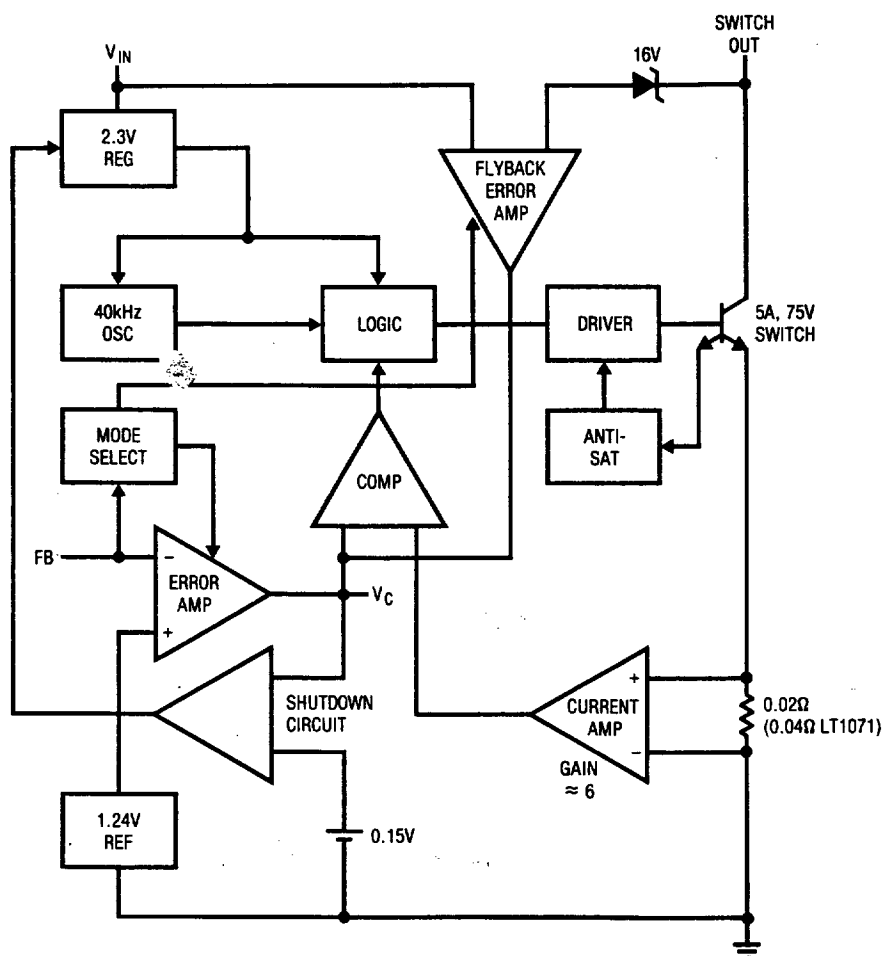 SWITCH
OUT
VIN
16V
2.3V
REG
FLYBACK
ERROR
AMP
40kHz
OSC
LOGIC
DRIVER
5A, 75V
SWITCH
MODE
SELECT
ANTI-
SAT
COMP
FB
−
ERROR
AMP
+
VC
SHUTDOWN
CIRCUIT
+
CURRENT
AMP
−
GAIN
≈ 6
0.02Ω
(0.04Ω LT1071)
1.24V
REF
0.15V